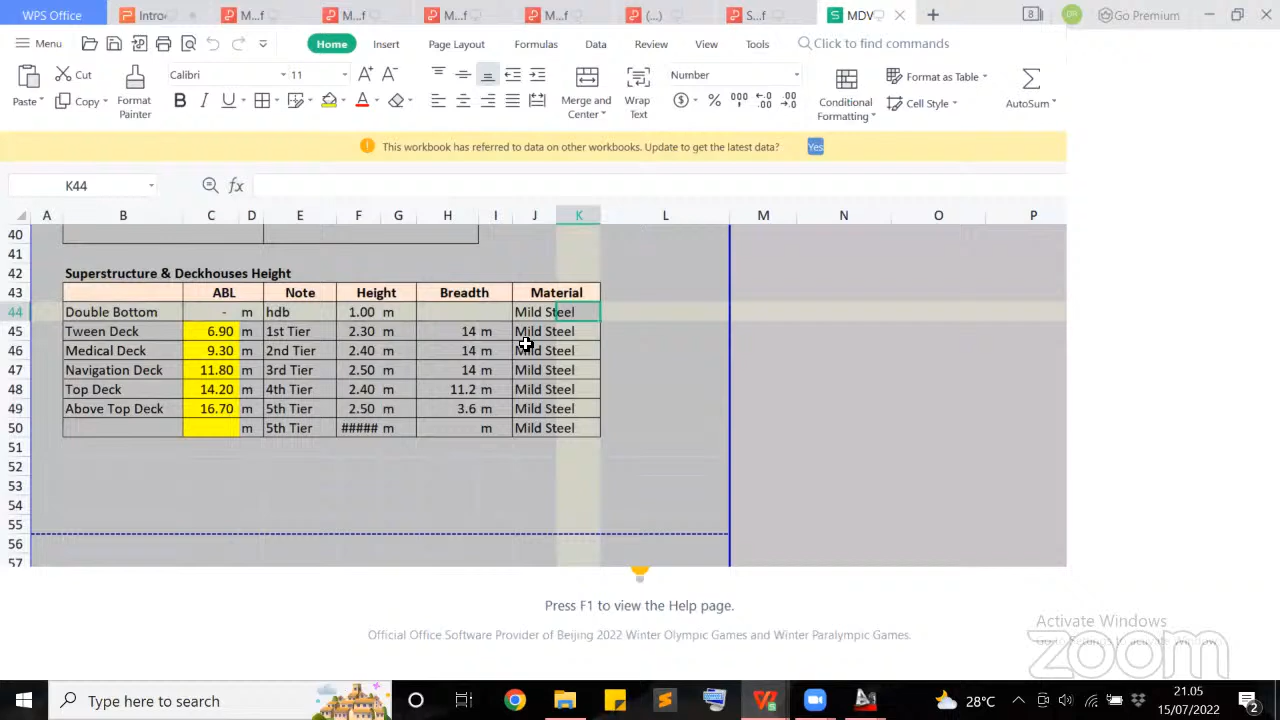 WPS Office Intro M...f M...f M...f M...f (...) S...f MDV 8 Go Premium
Menu Home Insert Page Layout Formulas Data Review View Tools Click to find commands
Cut Calibri 11 Number Format as Table
Paste Copy Format Painter Merge and Center Wrap Text Conditional Formatting Cell Style AutoSum
This workbook has referred to data on other workbooks. Update to get the latest data? Yes
K44 fx
A B C D E F G H I J K L M N O P
40
41
42 Superstructure & Deckhouses Height
43 ABL Note Height Breadth Material
44 Double Bottom - m hdb 1.00 m Mild Steel
45 Tween Deck 6.90 m 1st Tier 2.30 m 14 m Mild Steel
46 Medical Deck 9.30 m 2nd Tier 2.40 m 14 m Mild Steel
47 Navigation Deck 11.80 m 3rd Tier 2.50 m 14 m Mild Steel
48 Top Deck 14.20 m 4th Tier 2.40 m 11.2 m Mild Steel
49 Above Top Deck 16.70 m 5th Tier 2.50 m 3.6 m Mild Steel
50 m 5th Tier ##### m m Mild Steel
51
52
53
54
55
56
57
Press F1 to view the Help page.
Official Office Software Provider of Beijing 2022 Winter Olympic Games and Winter Paralympic Games.
Activate Windows
zoom
Type here to search 28°C 21.05
15/07/2022 2